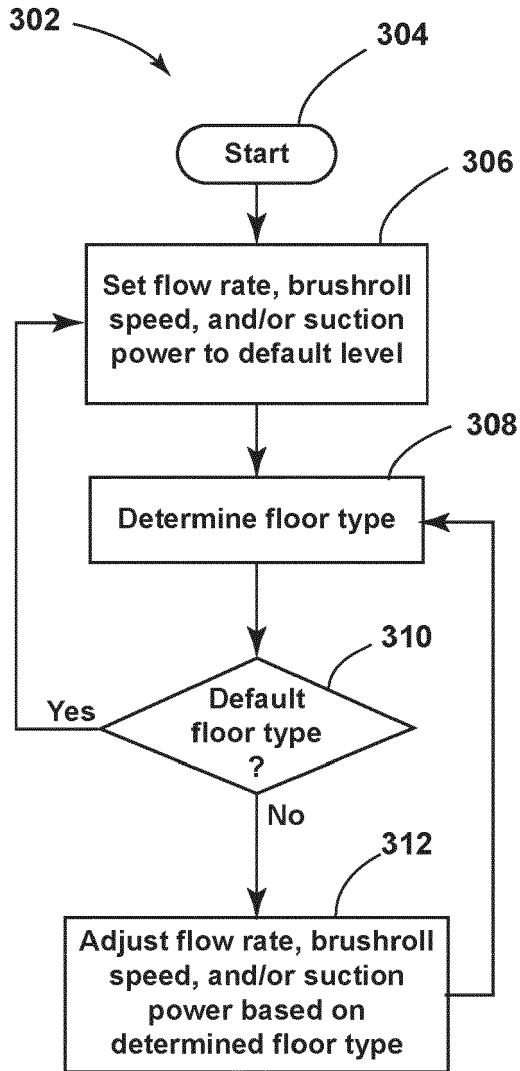 302
304
Start
306
Set flow rate, brushroll
speed, and/or suction
power to default level
308
Determine floor type
310
Default
floor type
?
Yes
No
312
Adjust flow rate, brushroll
speed, and/or suction
power based on
determined floor type